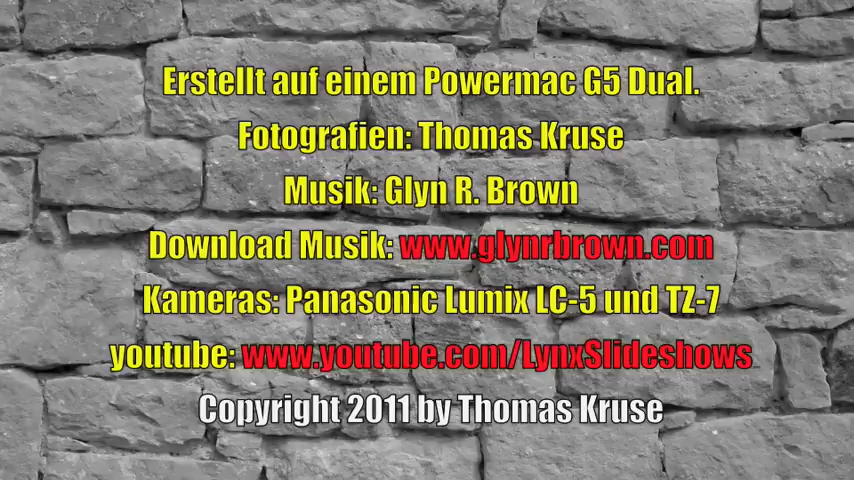 Erstellt auf einem Powermac G5 Dual.
Fotografien: Thomas Kruse
Musik: Glyn R. Brown
Download Musik: www.glynrbrown.com
Kameras: Panasonic Lumix LC-5 und TZ-7
youtube: www.youtube.com/LynxSlideshows
Copyright 2011 by Thomas Kruse